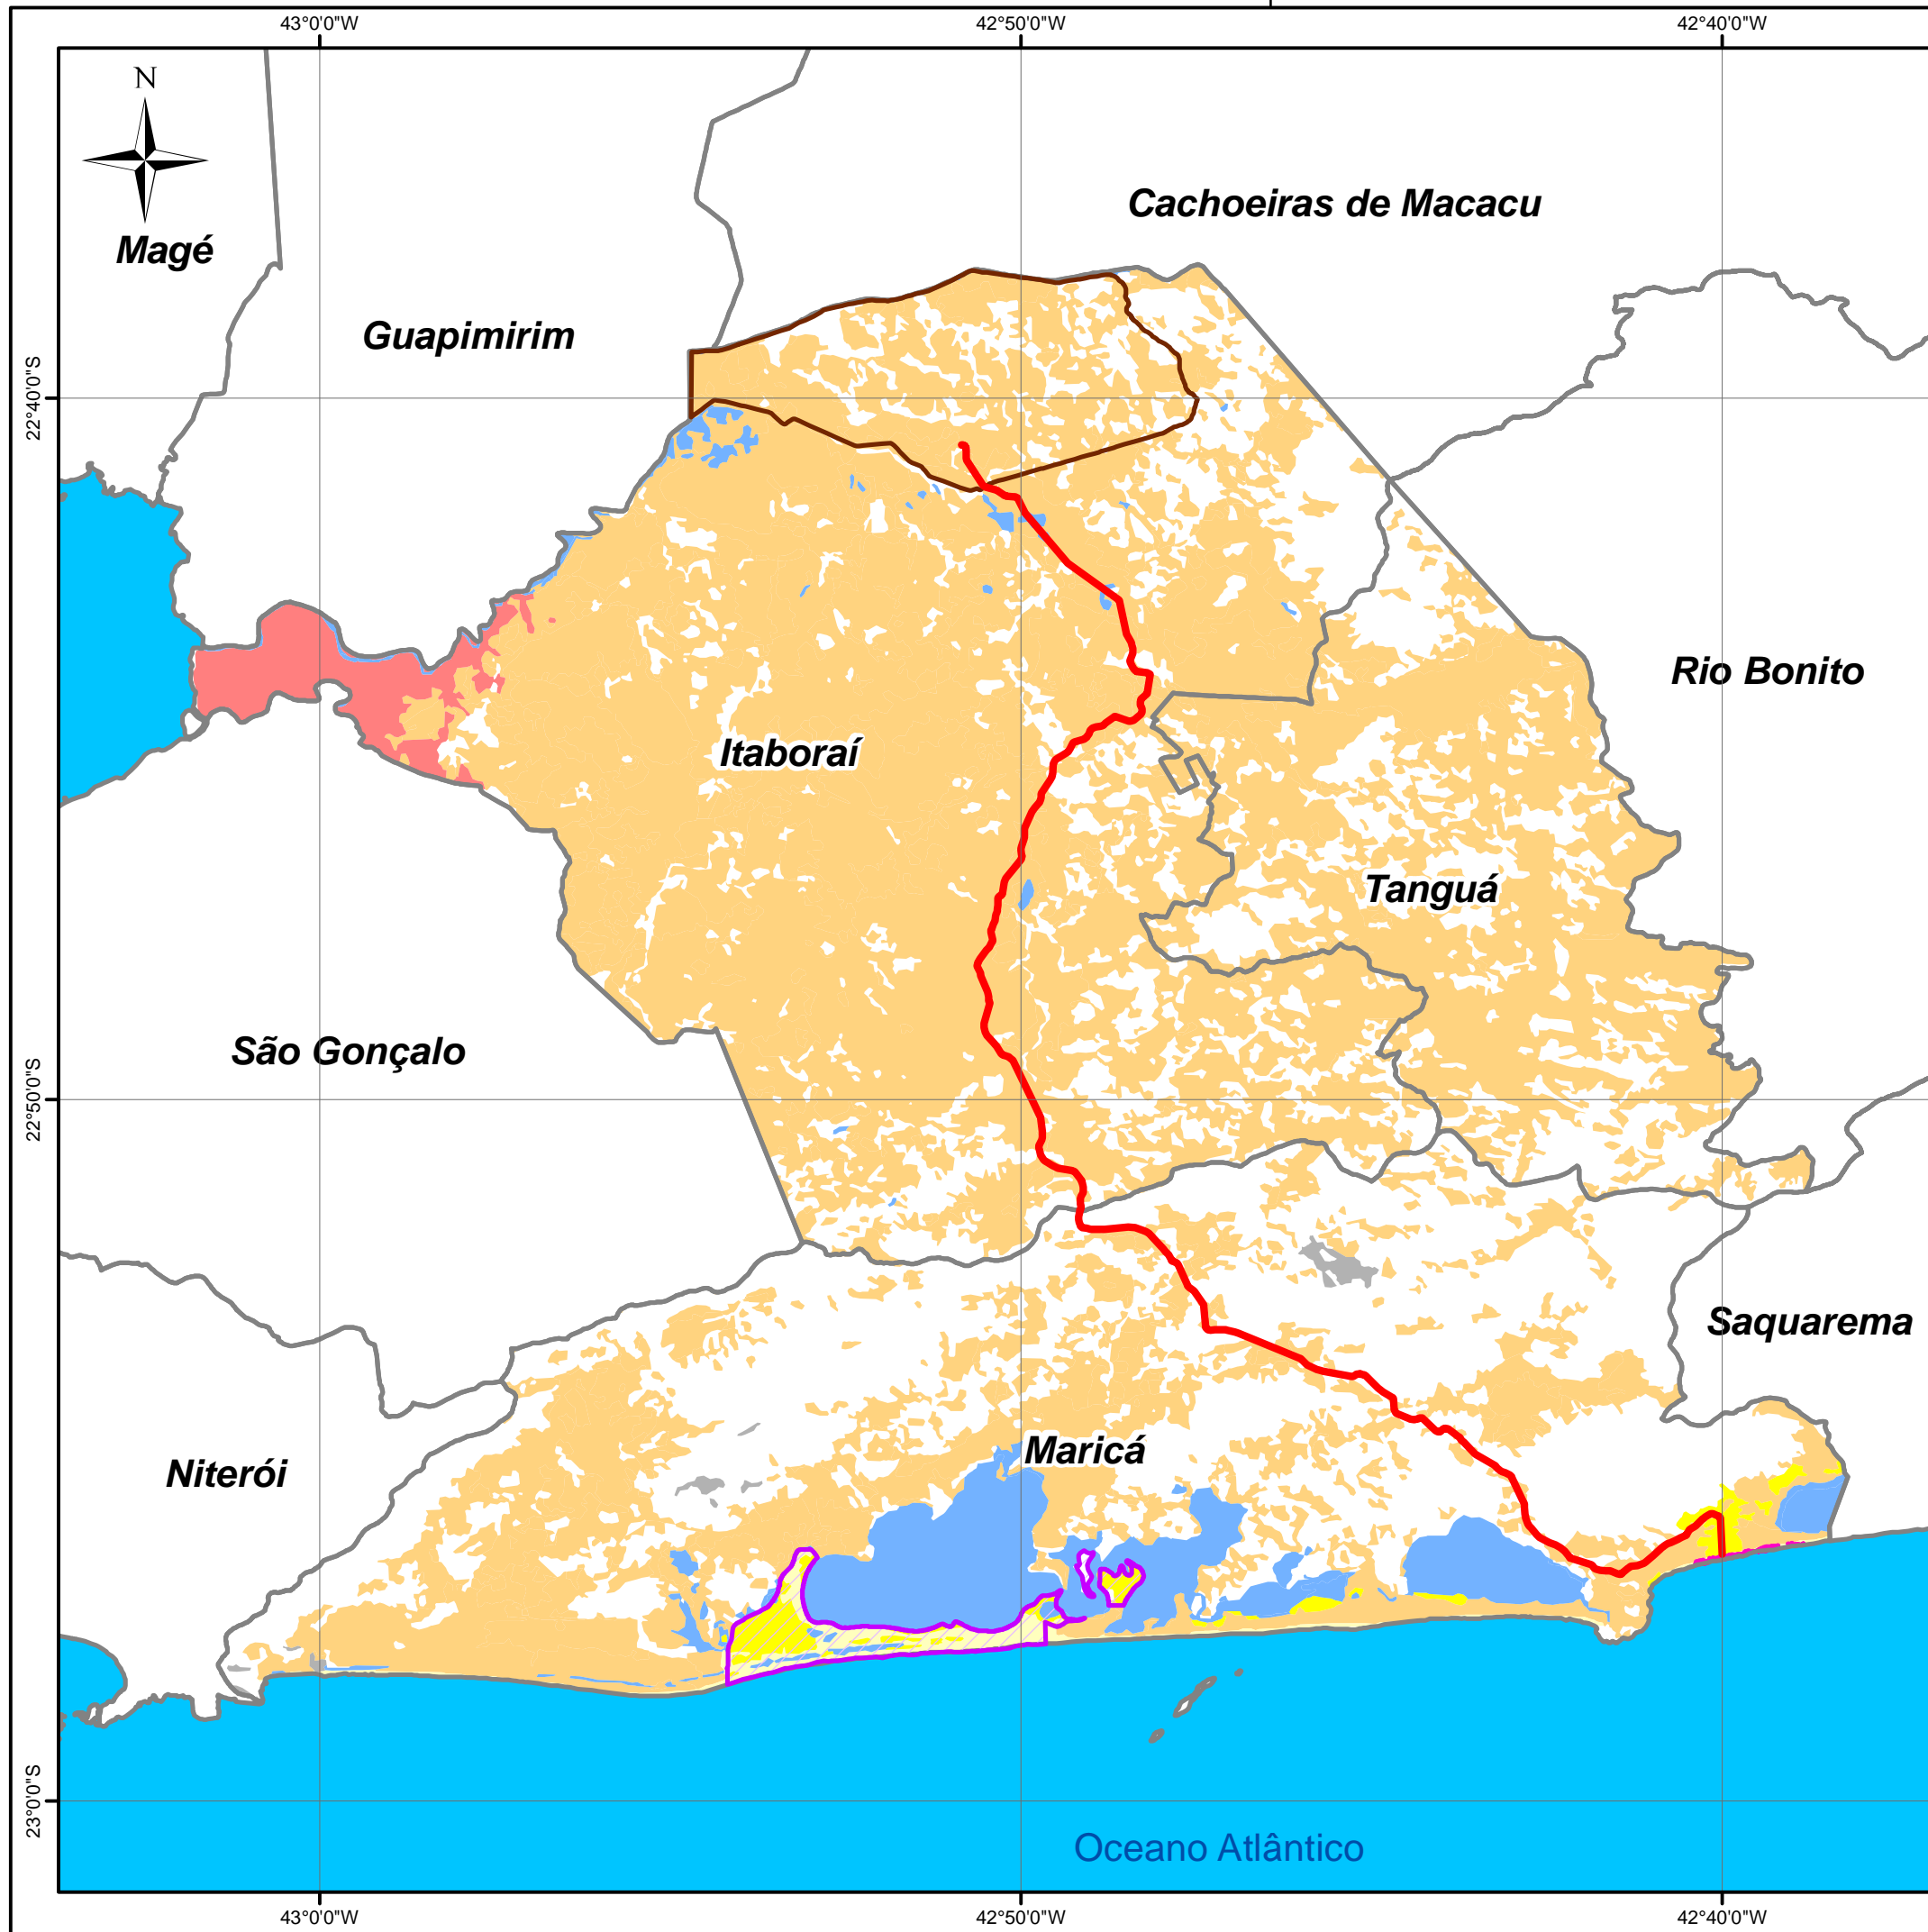 43°0'0"W
42°50'0"W
42°40'0"W
N
Cachoeiras de Macacu
Magé
Guapimirim
22°40'0"S
Rio Bonito
Itaboraí
Tanguá
São Gonçalo
22°50'0"S
Saquarema
Maricá
Niterói
23°0'0"S
Oceano Atlântico
43°0'0"W
42°50'0"W
42°40'0"W